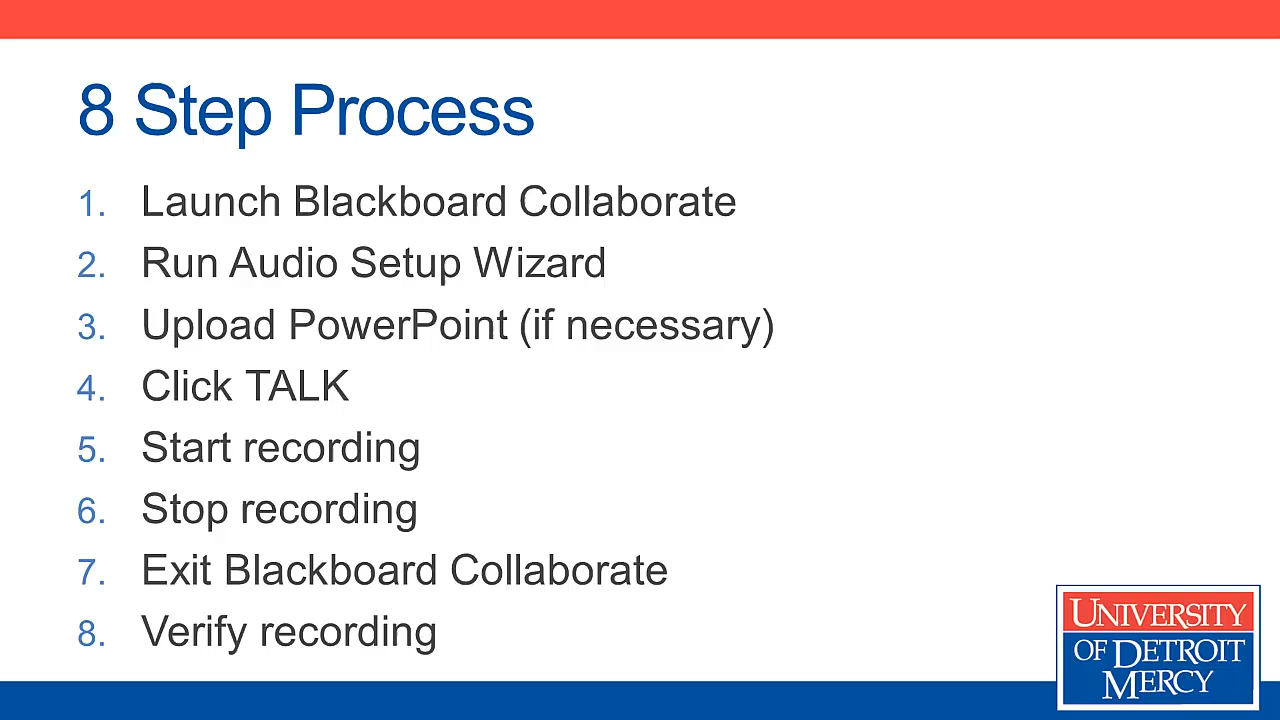 8 Step Process
1. Launch Blackboard Collaborate
2. Run Audio Setup Wizard
3. Upload PowerPoint (if necessary)
4. Click TALK
5. Start recording
6. Stop recording
7. Exit Blackboard Collaborate
8. Verify recording
UNIVERSITY
OF DETROIT
MERCY